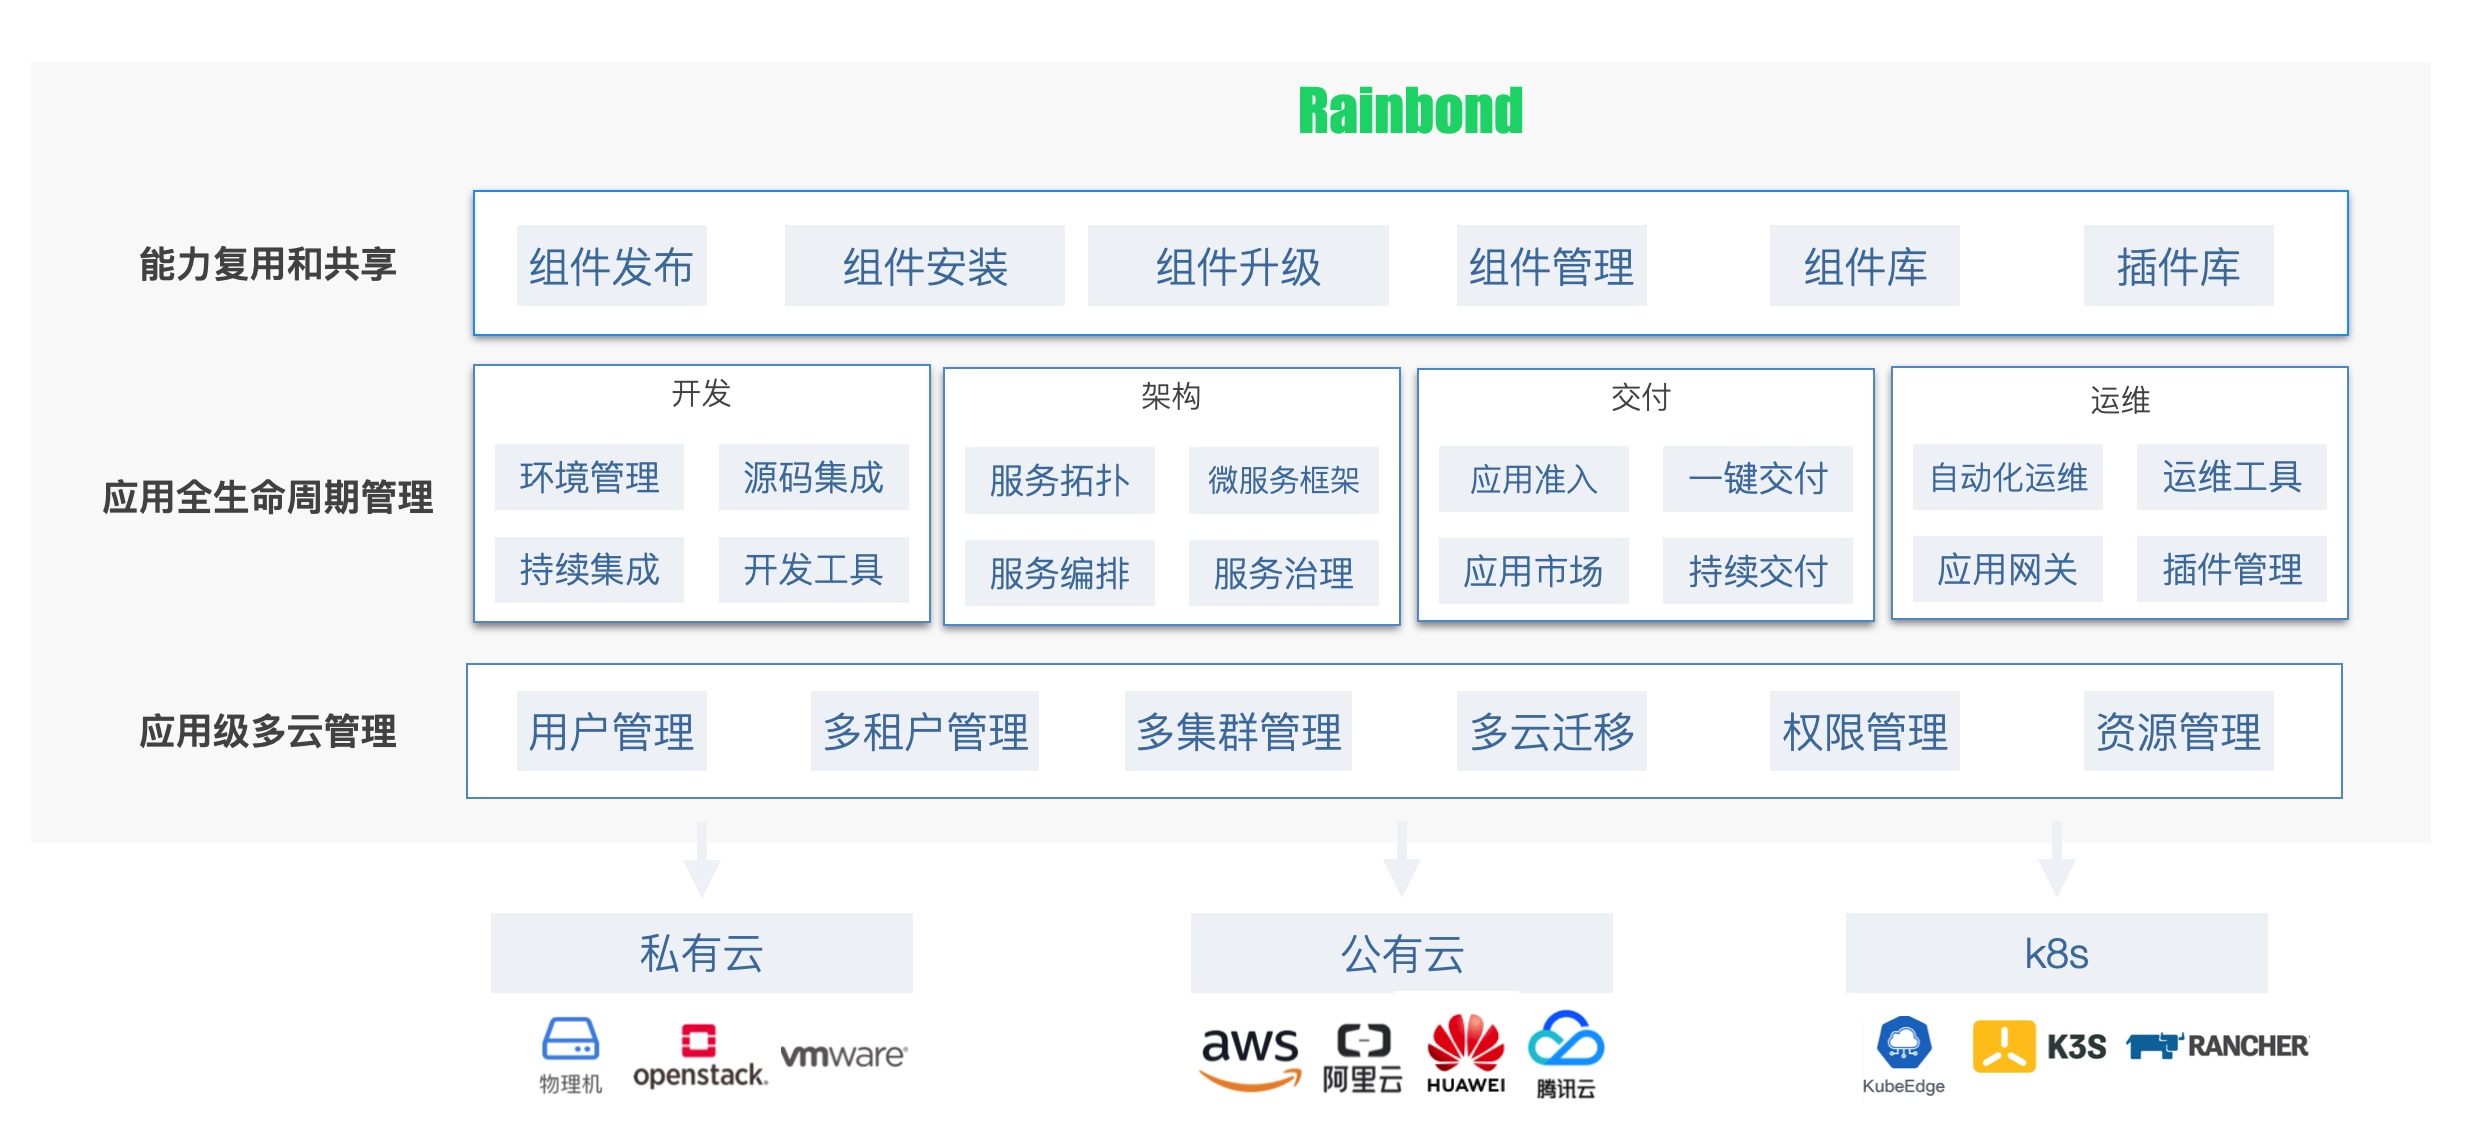 Rainbond
能力复用和共享
组件发布
组件安装
组件升级
组件管理
组件库
插件库
应用全生命周期管理
开发
环境管理
源码集成
持续集成
开发工具
架构
服务拓扑
微服务框架
服务编排
服务治理
交付
应用准入
一键交付
应用市场
持续交付
运维
自动化运维
运维工具
应用网关
插件管理
应用级多云管理
用户管理
多租户管理
多集群管理
多云迁移
权限管理
资源管理
私有云
公有云
k8s
物理机
openstack.
vmware®
aws
阿里云
HUAWEI
腾讯云
KubeEdge
K3S
RANCHER